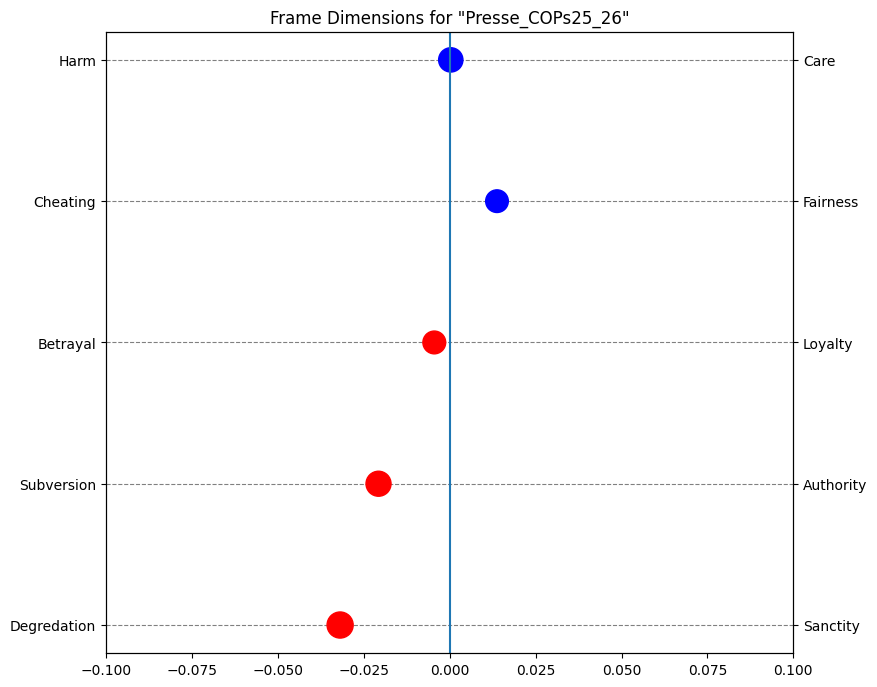 Frame Dimensions for "Presse_COPs25_26"
Harm Care
Cheating Fairness
Betrayal Loyalty
Subversion Authority
Degredation Sanctity
−0.100 −0.075 −0.050 −0.025 0.000 0.025 0.050 0.075 0.100